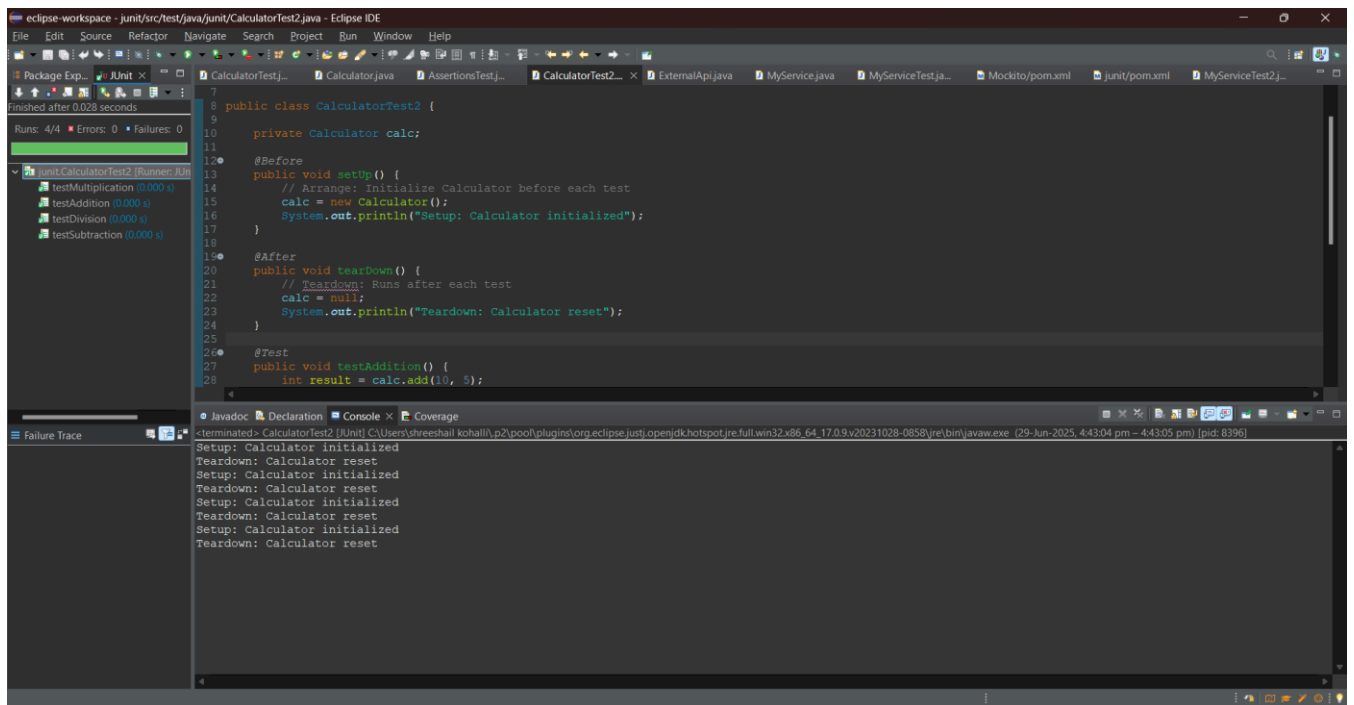 eclipse-workspace - junit/src/test/java/junit/CalculatorTest2.java - Eclipse IDE
File Edit Source Refactor Navigate Search Project Run Window Help
Package Exp... JUnit
CalculatorTest.j... Calculator.java AssertionsTest.j... CalculatorTest2.... ExternalApi.java MyService.java MyServiceTest.ja... Mockito/pom.xml junit/pom.xml MyServiceTest2.j...
Finished after 0.028 seconds
Runs: 4/4 Errors: 0 Failures: 0
junit.CalculatorTest2 [Runner: JUn
testMultiplication (0.000 s)
testAddition (0.000 s)
testDivision (0.000 s)
testSubtraction (0.000 s)
7
8 public class CalculatorTest2 {
9
10 private Calculator calc;
11
12 @Before
13 public void setUp() {
14 // Arrange: Initialize Calculator before each test
15 calc = new Calculator();
16 System.out.println("Setup: Calculator initialized");
17 }
18
19 @After
20 public void tearDown() {
21 // Teardown: Runs after each test
22 calc = null;
23 System.out.println("Teardown: Calculator reset");
24 }
25
26 @Test
27 public void testAddition() {
28 int result = calc.add(10, 5);
Failure Trace
Javadoc Declaration Console Coverage
<terminated> CalculatorTest2 [JUnit] C:\Users\shreeshail kohalli\.p2\pool\plugins\org.eclipse.justj.openjdk.hotspot.jre.full.win32.x86_64_17.0.9.v20231028-0858\jre\bin\javaw.exe (29-Jun-2025, 4:43:04 pm – 4:43:05 pm) [pid: 8396]
Setup: Calculator initialized
Teardown: Calculator reset
Setup: Calculator initialized
Teardown: Calculator reset
Setup: Calculator initialized
Teardown: Calculator reset
Setup: Calculator initialized
Teardown: Calculator reset